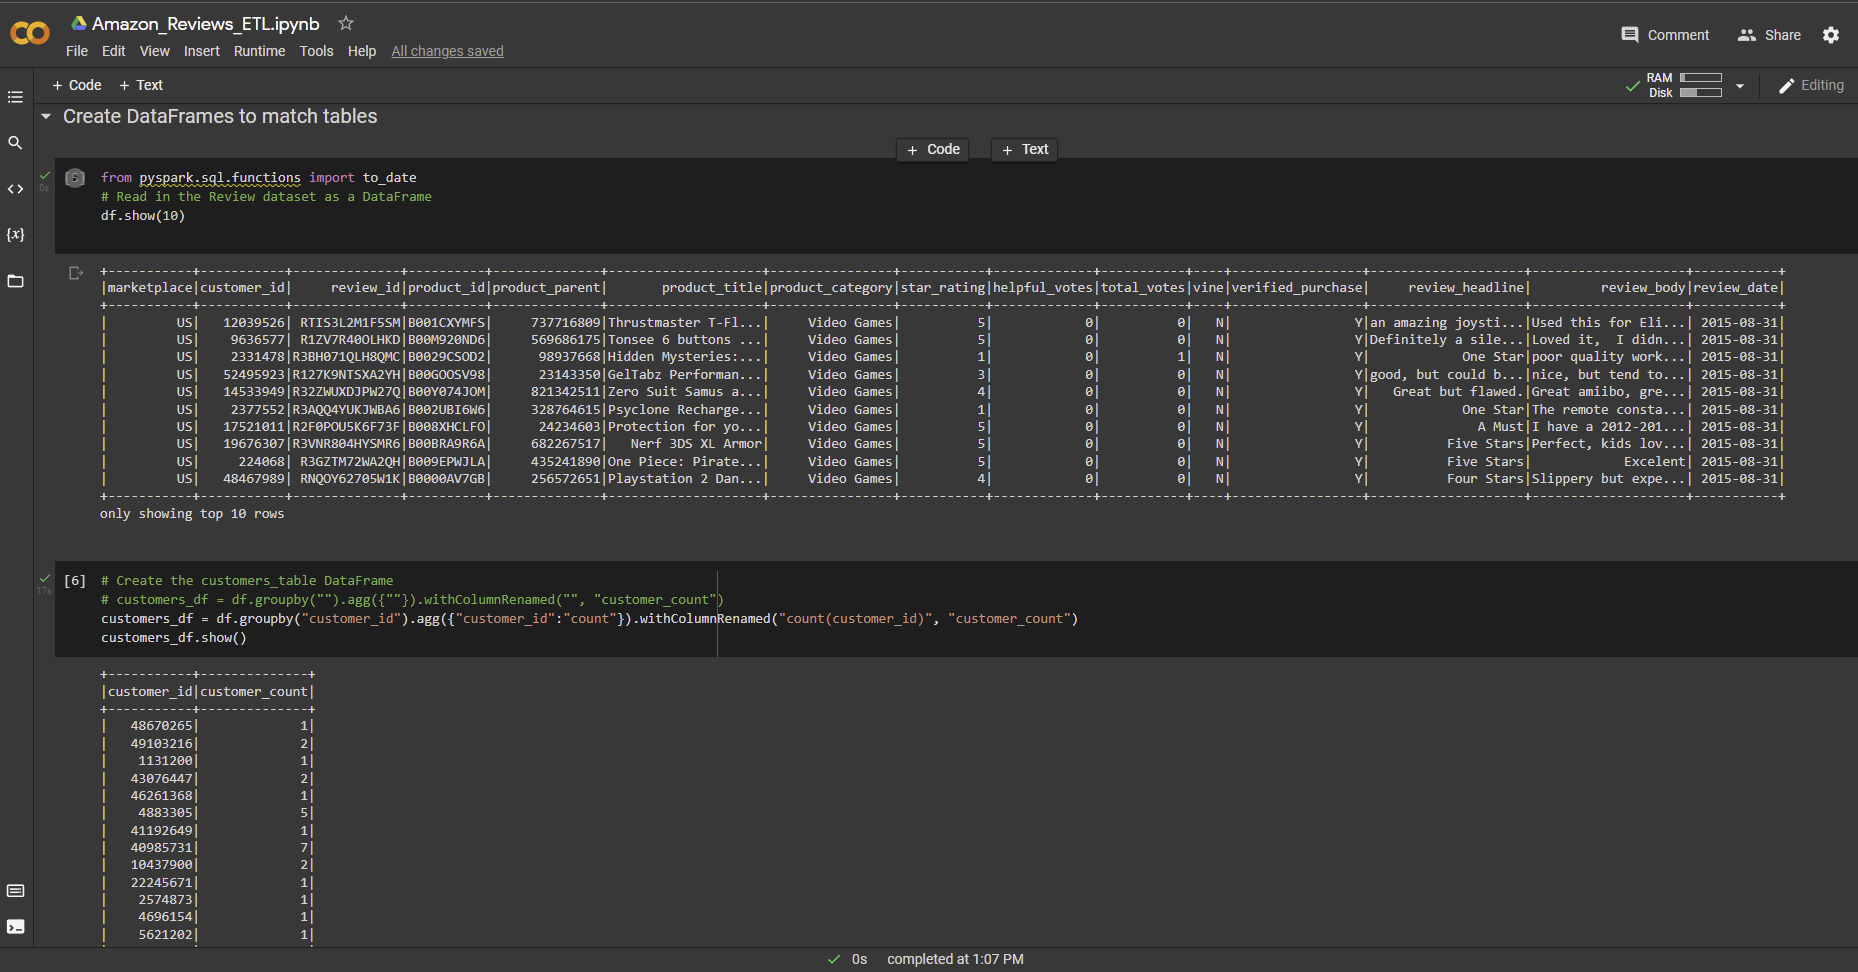 Amazon_Reviews_ETL.ipynb
File Edit View Insert Runtime Tools Help All changes saved
Comment Share
+ Code + Text
RAM
Disk
Editing
Create DataFrames to match tables
+ Code + Text
0s
5
from pyspark.sql.functions import to_date
# Read in the Review dataset as a DataFrame
df.show(10)
+-----------+-----------+--------------+----------+--------------+--------------------+----------------+-----------+-------------+-----------+----+-----------------+--------------------+--------------------+-----------+
|marketplace|customer_id|     review_id|product_id|product_parent|       product_title|product_category|star_rating|helpful_votes|total_votes|vine|verified_purchase|     review_headline|         review_body|review_date|
+-----------+-----------+--------------+----------+--------------+--------------------+----------------+-----------+-------------+-----------+----+-----------------+--------------------+--------------------+-----------+
|         US|   12039526| RTIS3L2M1F5SM|B001CXYMFS|     737716809|Thrustmaster T-Fl...|     Video Games|          5|            0|          0|   N|                Y|an amazing joysti...|Used this for Eli...| 2015-08-31|
|         US|    9636577| R1ZV7R40OLHKD|B00M920ND6|     569686175|Tonsee 6 buttons ...|     Video Games|          5|            0|          0|   N|                Y|Definitely a sile...|Loved it,  I didn...| 2015-08-31|
|         US|    2331478|R3BH071QLH8QMC|B0029CSOD2|      98937668|Hidden Mysteries:...|     Video Games|          1|            0|          1|   N|                Y|            One Star|poor quality work...| 2015-08-31|
|         US|   52495923|R127K9NTSXA2YH|B00GOOSV98|      23143350|GelTabz Performan...|     Video Games|          3|            0|          0|   N|                Y|good, but could b...|nice, but tend to...| 2015-08-31|
|         US|   14533949|R32ZWUXDJPW27Q|B00Y074JOM|     821342511|Zero Suit Samus a...|     Video Games|          4|            0|          0|   N|                Y|   Great but flawed.|Great amiibo, gre...| 2015-08-31|
|         US|    2377552|R3AQQ4YUKJWBA6|B002UBI6W6|     328764615|Psyclone Recharge...|     Video Games|          1|            0|          0|   N|                Y|            One Star|The remote consta...| 2015-08-31|
|         US|   17521011|R2F0POU5K6F73F|B008XHCLFO|      24234603|Protection for yo...|     Video Games|          5|            0|          0|   N|                Y|              A Must|I have a 2012-201...| 2015-08-31|
|         US|   19676307|R3VNR804HYSMR6|B00BRA9R6A|     682267517|   Nerf 3DS XL Armor|     Video Games|          5|            0|          0|   N|                Y|          Five Stars|Perfect, kids lov...| 2015-08-31|
|         US|     224068| R3GZTM72WA2QH|B009EPWJLA|     435241890|One Piece: Pirate...|     Video Games|          5|            0|          0|   N|                Y|          Five Stars|            Excelent| 2015-08-31|
|         US|   48467989| RNQOY62705W1K|B0000AV7GB|     256572651|Playstation 2 Dan...|     Video Games|          4|            0|          0|   N|                Y|          Four Stars|Slippery but expe...| 2015-08-31|
+-----------+-----------+--------------+----------+--------------+--------------------+----------------+-----------+-------------+-----------+----+-----------------+--------------------+--------------------+-----------+
only showing top 10 rows
17s
[6] # Create the customers_table DataFrame
# customers_df = df.groupby("").agg({""}).withColumnRenamed("", "customer_count")
customers_df = df.groupby("customer_id").agg({"customer_id":"count"}).withColumnRenamed("count(customer_id)", "customer_count")
customers_df.show()
+-----------+--------------+
|customer_id|customer_count|
+-----------+--------------+
|   48670265|             1|
|   49103216|             2|
|    1131200|             1|
|   43076447|             2|
|   46261368|             1|
|    4883305|             5|
|   41192649|             1|
|   40985731|             7|
|   10437900|             2|
|   22245671|             1|
|    2574873|             1|
|    4696154|             1|
|    5621202|             1|
0s completed at 1:07 PM